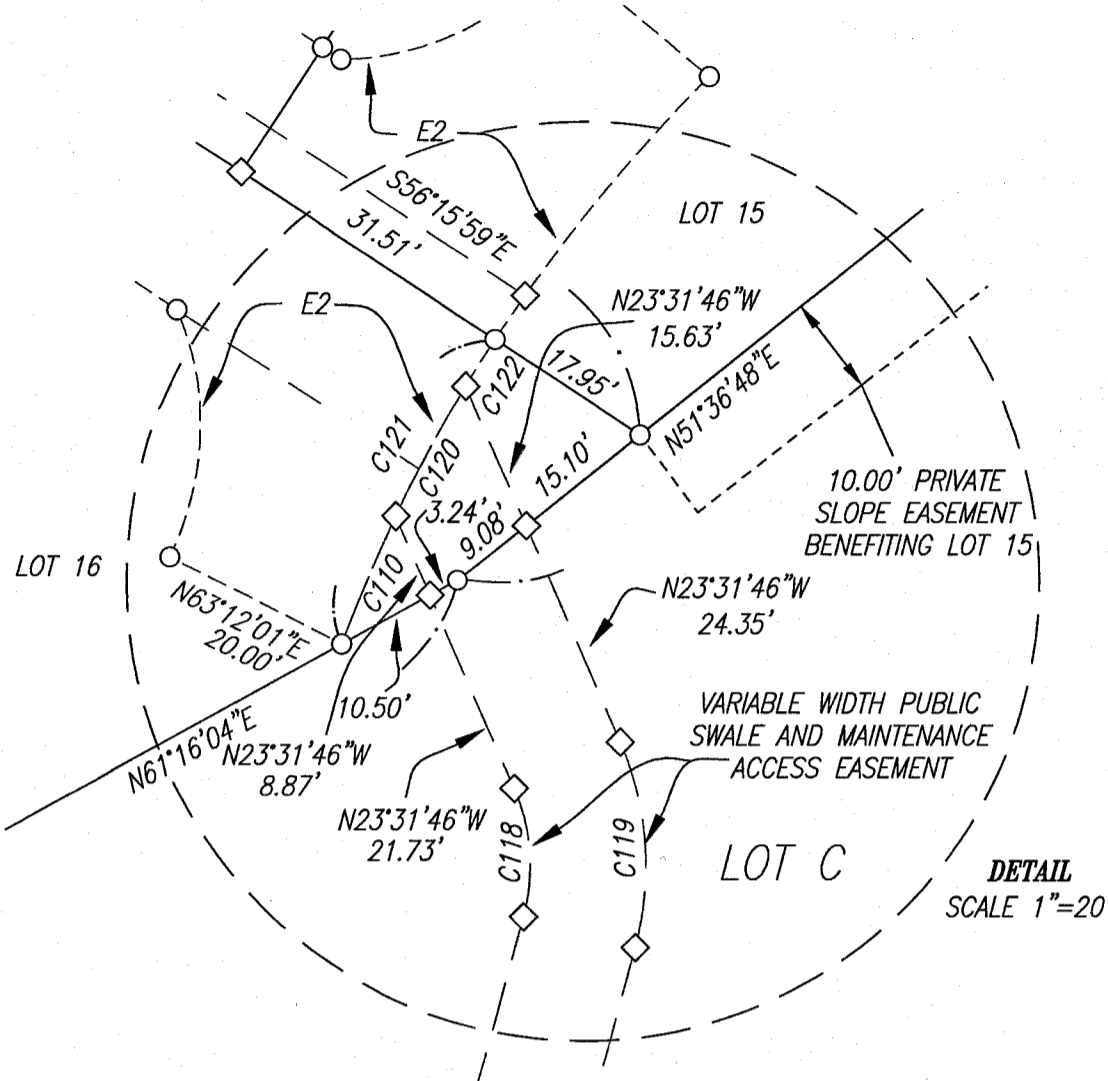 E2
LOT 15
S56°15'59"E
31.51'
N23°31'46"W
15.63'
E2
17.95'
C122
N51°36'48"E
C121
C120
15.10'
3.24'
9.08'
10.00' PRIVATE
SLOPE EASEMENT
BENEFITING LOT 15
LOT 16
C110
N63°12'01"E
20.00'
N23°31'46"W
24.35'
10.50'
N61°16'04"E
N23°31'46"W
8.87'
VARIABLE WIDTH PUBLIC
SWALE AND MAINTENANCE
ACCESS EASEMENT
N23°31'46"W
21.73'
C118
C119
LOT C
DETAIL
SCALE 1"=20